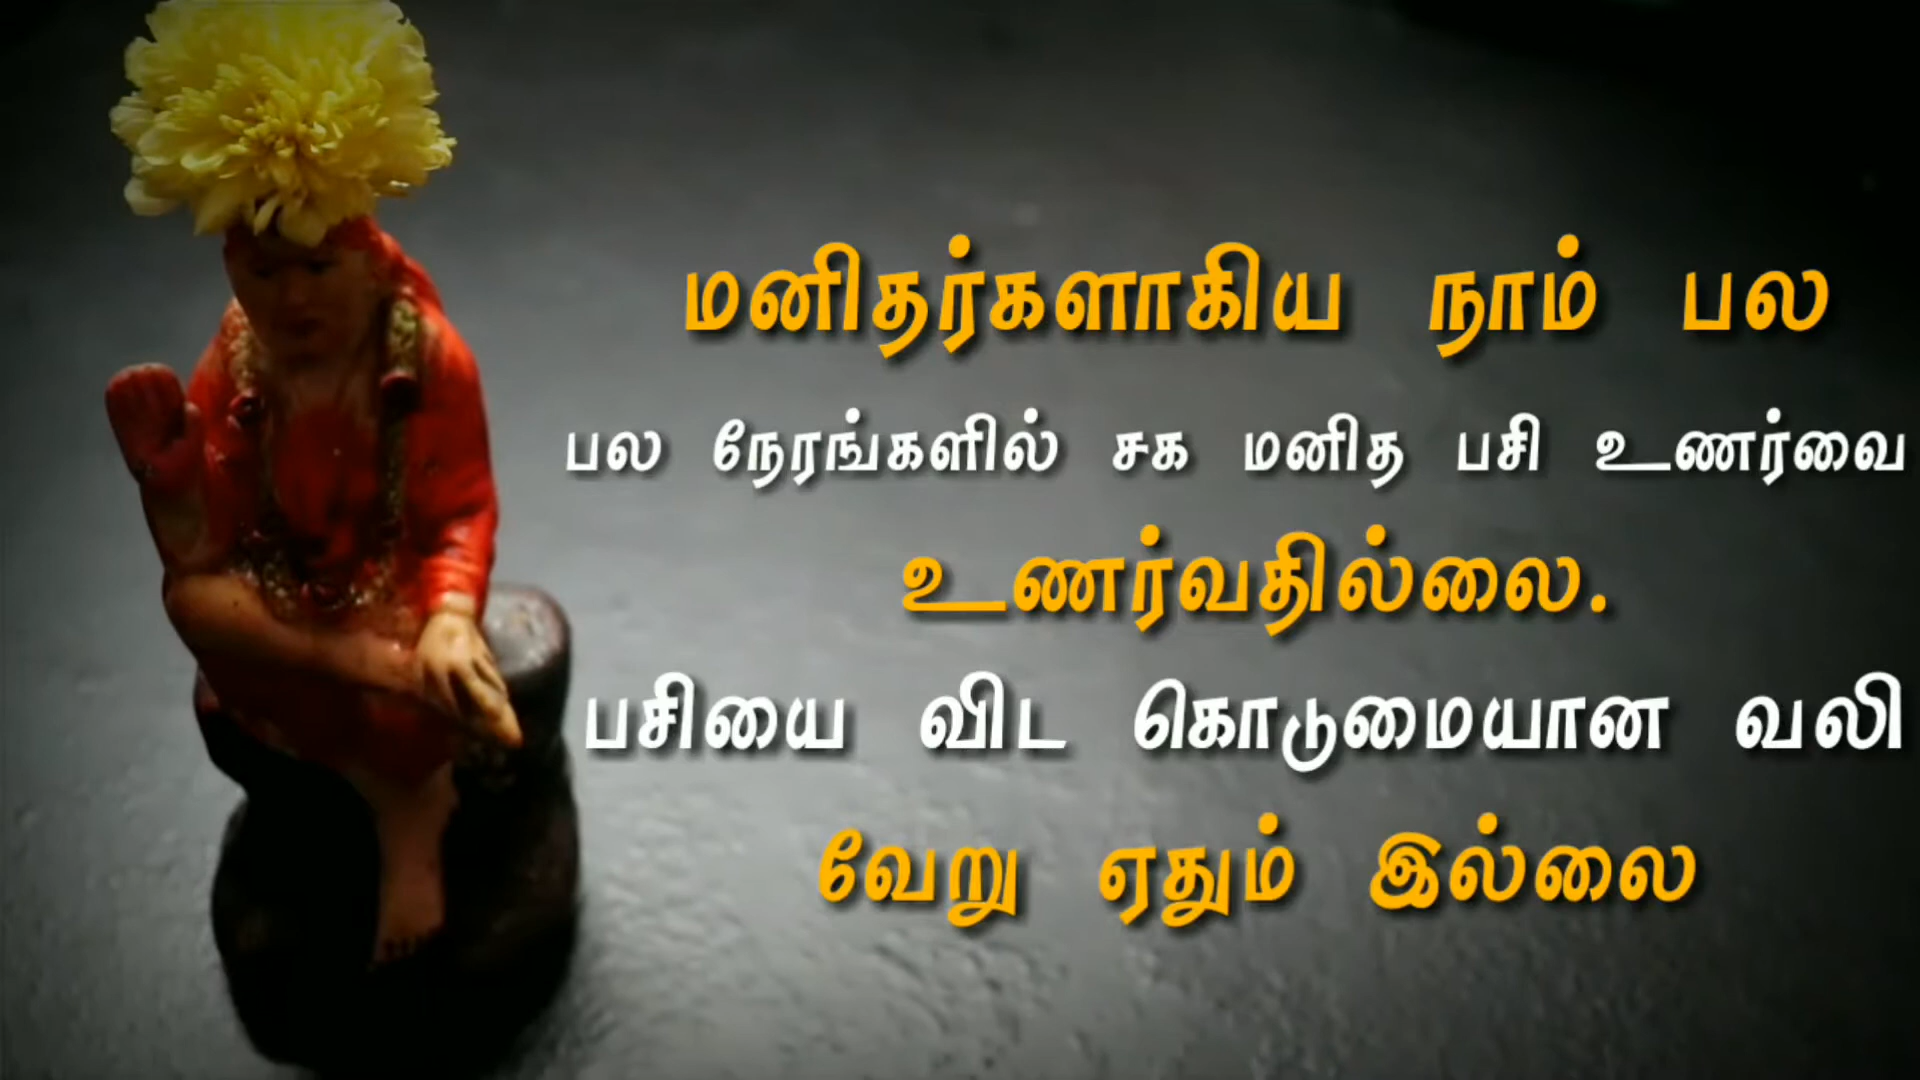 மனிதர்களாகிய நாம் பல
பல நேரங்களில் சக மனித பசி உணர்வை
உணர்வதில்லை.
பசியை விட கொடுமையான வலி
வேறு ஏதும் இல்லை